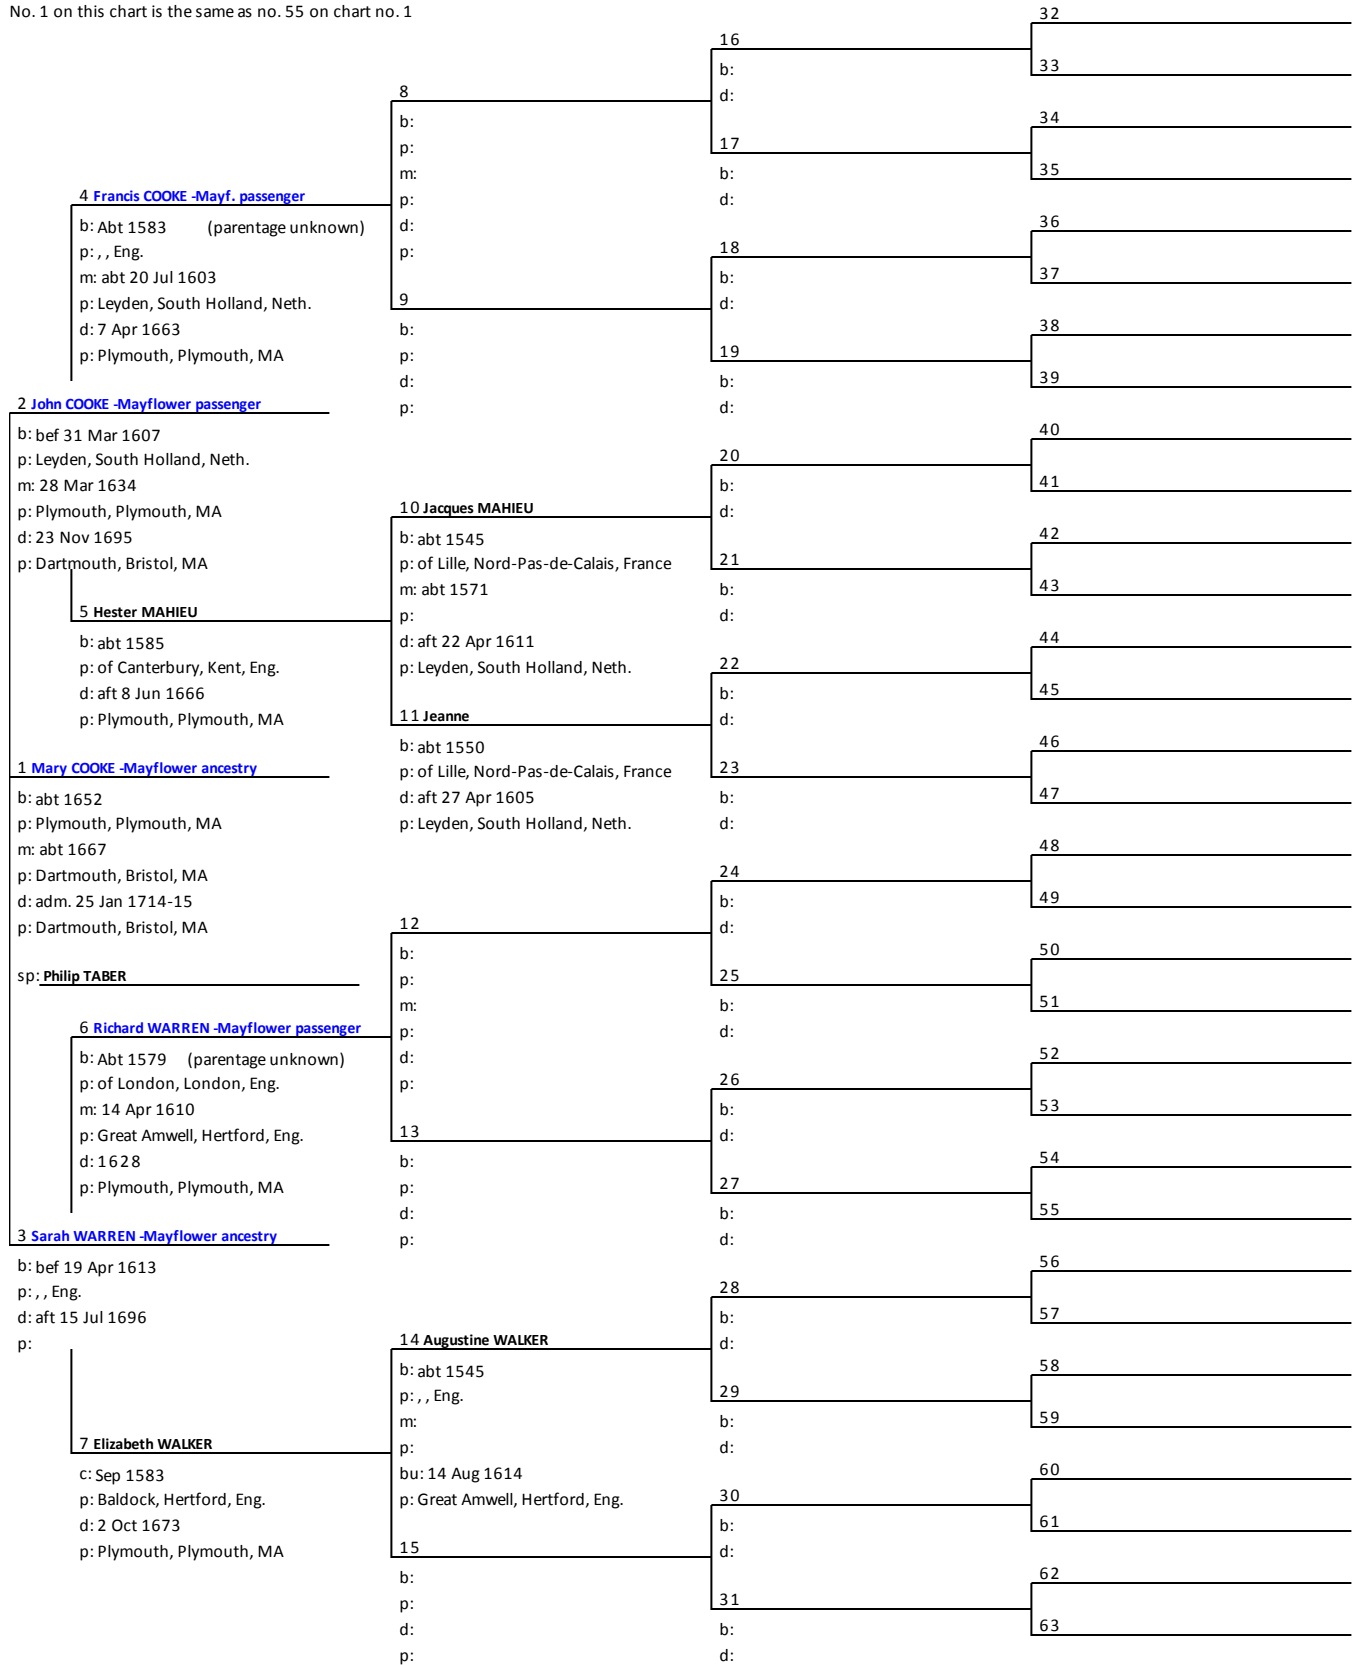 No. 1 on this chart is the same as no. 55 on chart no. 1
4 Francis COOKE -Mayf. passenger
b: Abt 1583 (parentage unknown)
p: , , Eng.
m: abt 20 Jul 1603
p: Leyden, South Holland, Neth.
d: 7 Apr 1663
p: Plymouth, Plymouth, MA
2 John COOKE -Mayflower passenger
b: bef 31 Mar 1607
p: Leyden, South Holland, Neth.
m: 28 Mar 1634
p: Plymouth, Plymouth, MA
d: 23 Nov 1695
p: Dartmouth, Bristol, MA
5 Hester MAHIEU
b: abt 1585
p: of Canterbury, Kent, Eng.
d: aft 8 Jun 1666
p: Plymouth, Plymouth, MA
1 Mary COOKE -Mayflower ancestry
b: abt 1652
p: Plymouth, Plymouth, MA
m: abt 1667
p: Dartmouth, Bristol, MA
d: adm. 25 Jan 1714-15
p: Dartmouth, Bristol, MA
sp: Philip TABER
6 Richard WARREN -Mayflower passenger
b: Abt 1579 (parentage unknown)
p: of London, London, Eng.
m: 14 Apr 1610
p: Great Amwell, Hertford, Eng.
d: 1628
p: Plymouth, Plymouth, MA
3 Sarah WARREN -Mayflower ancestry
b: bef 19 Apr 1613
p: , , Eng.
d: aft 15 Jul 1696
p:
7 Elizabeth WALKER
c: Sep 1583
p: Baldock, Hertford, Eng.
d: 2 Oct 1673
p: Plymouth, Plymouth, MA
8
b:
p:
m:
p:
d:
p:
9
b:
p:
d:
p:
10 Jacques MAHIEU
b: abt 1545
p: of Lille, Nord-Pas-de-Calais, France
m: abt 1571
p:
d: aft 22 Apr 1611
p: Leyden, South Holland, Neth.
11 Jeanne
b: abt 1550
p: of Lille, Nord-Pas-de-Calais, France
d: aft 27 Apr 1605
p: Leyden, South Holland, Neth.
12
b:
p:
m:
p:
d:
p:
13
b:
p:
d:
p:
14 Augustine WALKER
b: abt 1545
p: , , Eng.
m:
p:
bu: 14 Aug 1614
p: Great Amwell, Hertford, Eng.
15
b:
p:
d:
p:
16
b:
d:
17
b:
d:
18
b:
d:
19
b:
d:
20
b:
d:
21
b:
d:
22
b:
d:
23
b:
d:
24
b:
d:
25
b:
d:
26
b:
d:
27
b:
d:
28
b:
d:
29
b:
d:
30
b:
d:
31
b:
d:
32
33
34
35
36
37
38
39
40
41
42
43
44
45
46
47
48
49
50
51
52
53
54
55
56
57
58
59
60
61
62
63